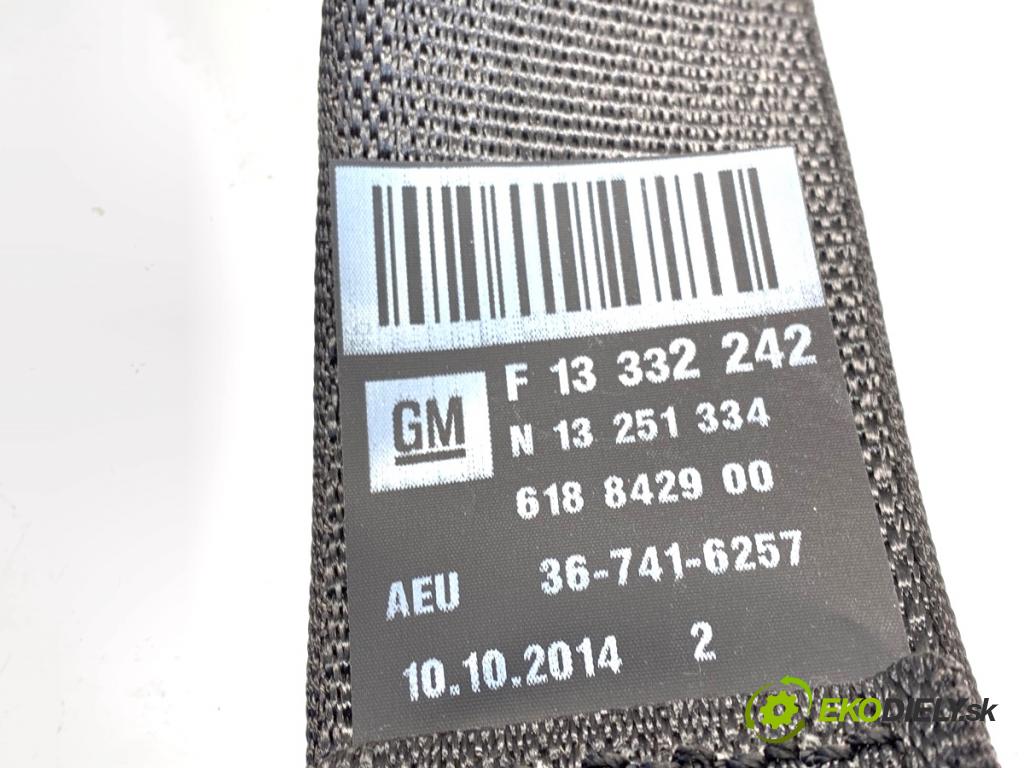 F 13 332 242
GM
N 13 251 334
618 8429 00
AEU 36-741-6257
10.10.2014 2
EKODIELY.sk